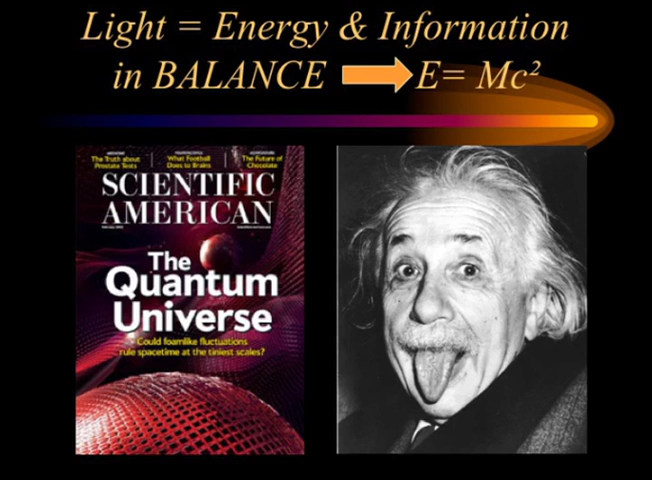 Light = Energy & Information
in BALANCE E= Mc²
The Truth about
Prostate Tests
What Football
Does to Brains
The Future of
Chocolate
SCIENTIFIC
AMERICAN
The
Quantum
Universe
Could foamlike fluctuations
rule spacetime at the tiniest scales?